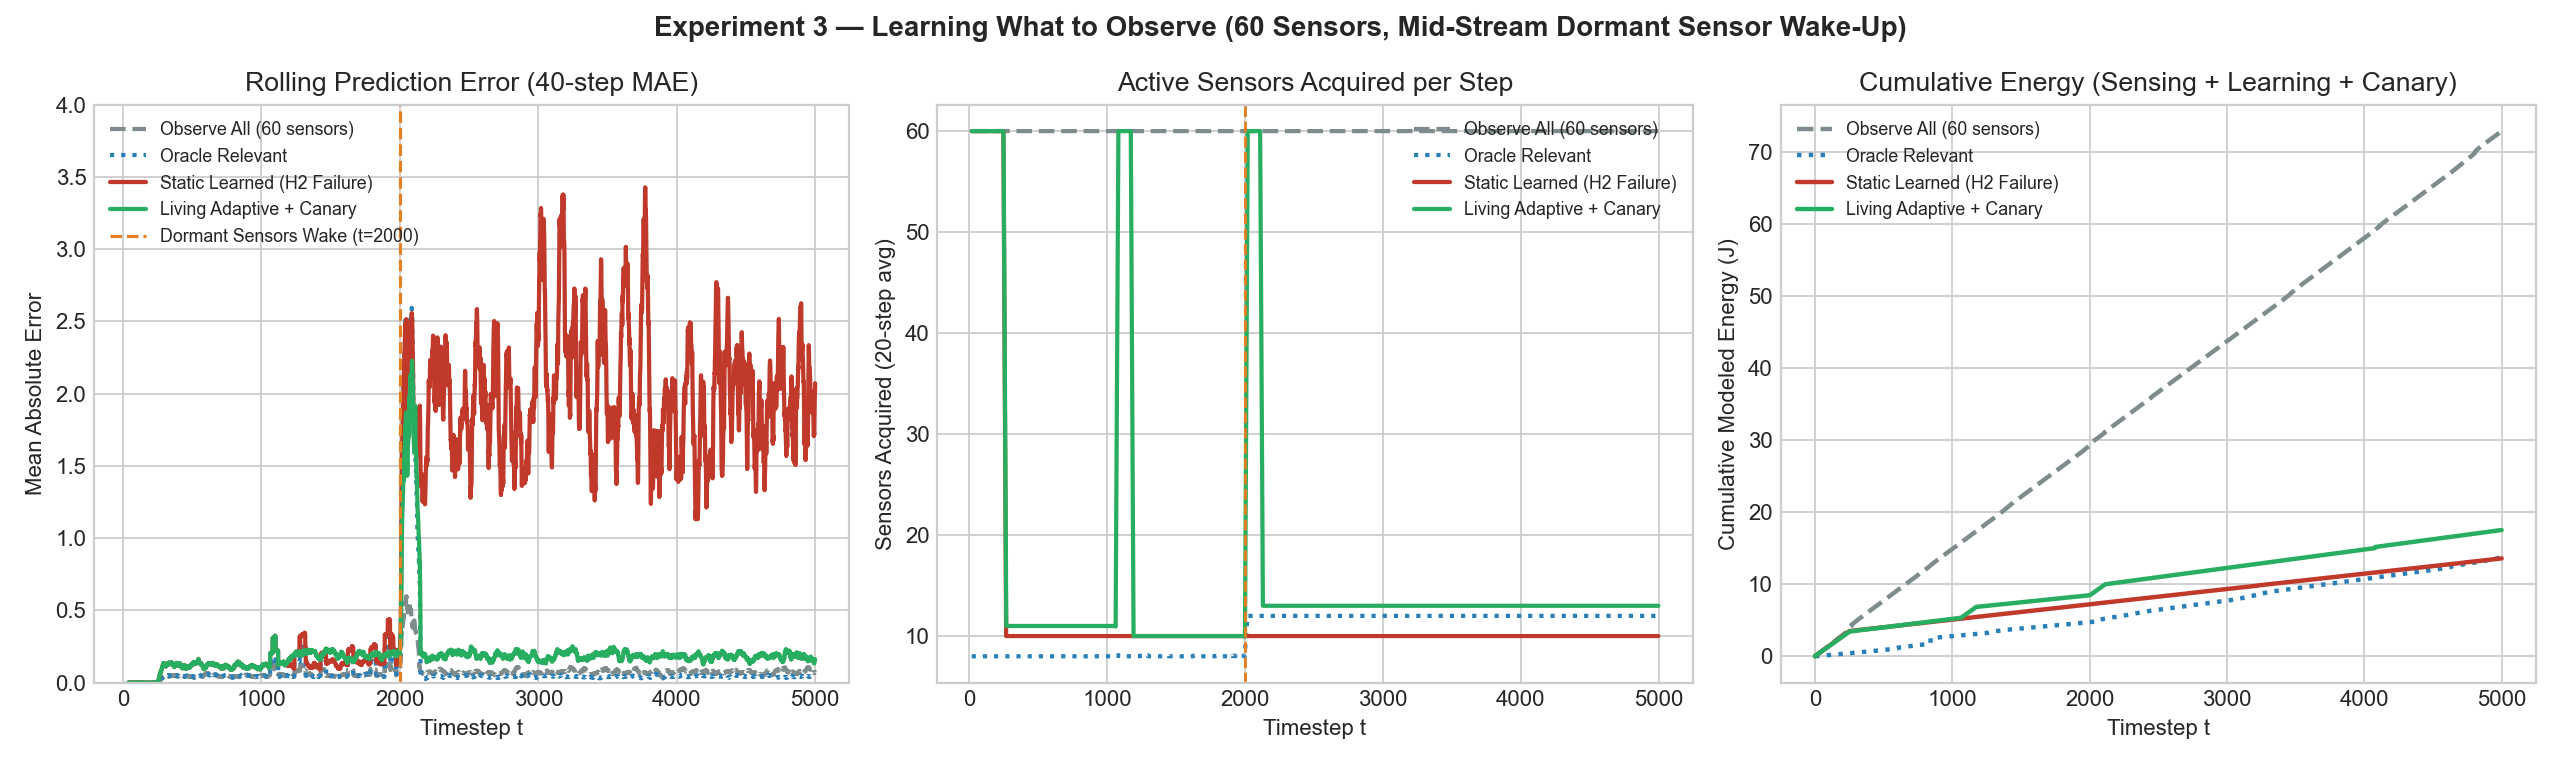 Experiment 3 — Learning What to Observe (60 Sensors, Mid-Stream Dormant Sensor Wake-Up)
Rolling Prediction Error (40-step MAE)
Mean Absolute Error
4.0
3.5
3.0
2.5
2.0
1.5
1.0
0.5
0.0
Observe All (60 sensors)
Oracle Relevant
Static Learned (H2 Failure)
Living Adaptive + Canary
Dormant Sensors Wake (t=2000)
0 1000 2000 3000 4000 5000
Timestep t
Active Sensors Acquired per Step
Sensors Acquired (20-step avg)
60
50
40
30
20
10
Observe All (60 sensors)
Oracle Relevant
Static Learned (H2 Failure)
Living Adaptive + Canary
0 1000 2000 3000 4000 5000
Timestep t
Cumulative Energy (Sensing + Learning + Canary)
Cumulative Modeled Energy (J)
70
60
50
40
30
20
10
0
Observe All (60 sensors)
Oracle Relevant
Static Learned (H2 Failure)
Living Adaptive + Canary
0 1000 2000 3000 4000 5000
Timestep t